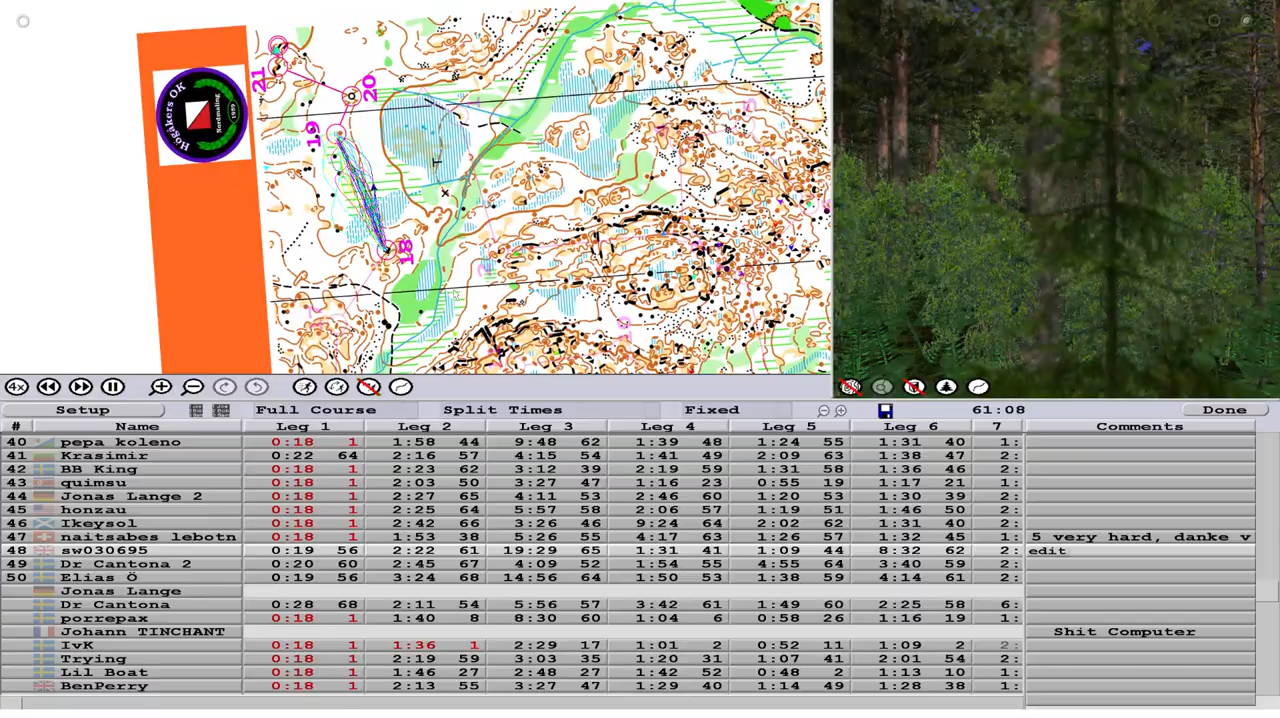 Högåkers OK
Nordmaling
1959
21
20
19
18
4x
Setup Full Course Split Times Fixed 61:08 Done
# Name Leg 1 Leg 2 Leg 3 Leg 4 Leg 5 Leg 6 7 Comments
40 pepa koleno 0:18 1 1:58 44 9:48 62 1:39 48 1:24 55 1:31 40 1:
41 Krasimir 0:22 64 2:16 57 4:15 54 1:41 49 2:09 63 1:38 47 2:
42 BB King 0:18 1 2:23 62 3:12 39 2:19 59 1:31 58 1:36 46 2:
43 quimsu 0:18 1 2:03 50 3:27 47 1:16 23 0:55 19 1:17 21 2:
44 Jonas Lange 2 0:18 1 2:27 65 4:11 53 2:46 60 1:20 53 1:30 39 2:
45 honzau 0:18 1 2:25 64 5:57 58 2:06 57 1:19 51 1:46 50 2:
46 Ikeysol 0:18 1 2:42 66 3:26 46 9:24 64 2:02 62 1:31 40 1:
47 naitsabes lebotn 0:18 1 1:53 38 5:26 55 4:17 63 1:26 57 1:32 45 1: 5 very hard, danke v
48 sw030695 0:19 56 2:22 61 19:29 65 1:31 41 1:09 44 8:32 62 2: edit
49 Dr Cantona 2 0:20 60 2:45 67 4:09 52 1:54 55 4:55 64 3:40 59 2:
50 Elias Ö 0:19 56 3:24 68 14:56 64 1:50 53 1:38 59 4:14 61 2:
Jonas Lange
Dr Cantona 0:28 68 2:11 54 5:56 57 3:42 61 1:49 60 2:25 58 6:
porrepax 0:18 1 1:40 8 8:30 60 1:04 6 0:58 26 1:16 19 1:
Johann TINCHANT Shit Computer
IvK 0:18 1 1:36 1 2:29 17 1:01 2 0:52 11 1:09 2 2:
Trying 0:18 1 2:19 59 3:03 35 1:20 31 1:07 41 2:01 54 2:
Lil Boat 0:18 1 1:46 27 2:48 27 1:42 52 0:48 2 1:13 10 1:
BenPerry 0:18 1 2:13 55 3:27 47 1:29 40 1:14 49 1:28 38 1: